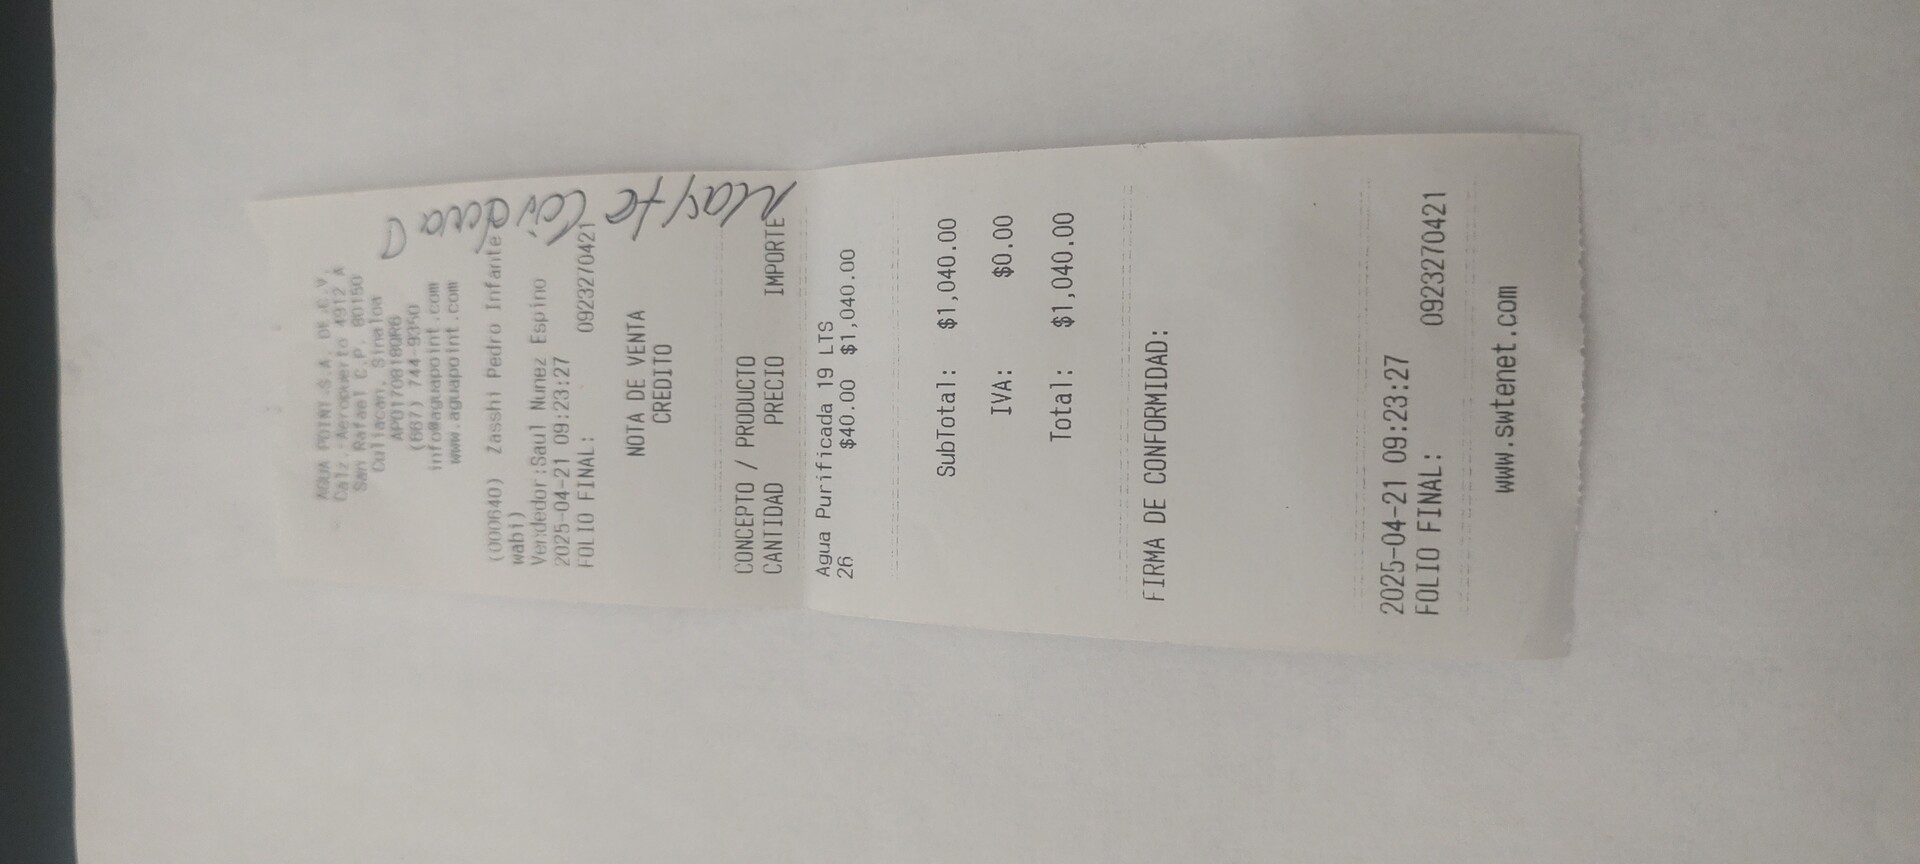 AGUA POINT S.A. DE C.V.
Calz. Aeropuerto 4912 A
San Rafael C.P. 80150
Culiacan, Sinaloa
APO170818QR6
(667) 744-9350
info@aguapoint.com
www.aguapoint.com
(000640) Zasshi Pedro Infante
wabi)
Vendedor:Saul Nunez Espino
2025-04-21 09:23:27
FOLIO FINAL: 0923270421
NOTA DE VENTA
CREDITO
Mayte Cordova C
CONCEPTO / PRODUCTO
CANTIDAD PRECIO IMPORTE
Agua Purificada 19 LTS
26 $40.00 $1,040.00
SubTotal: $1,040.00
IVA: $0.00
Total: $1,040.00
FIRMA DE CONFORMIDAD:
2025-04-21 09:23:27
FOLIO FINAL: 0923270421
www.swtenet.com